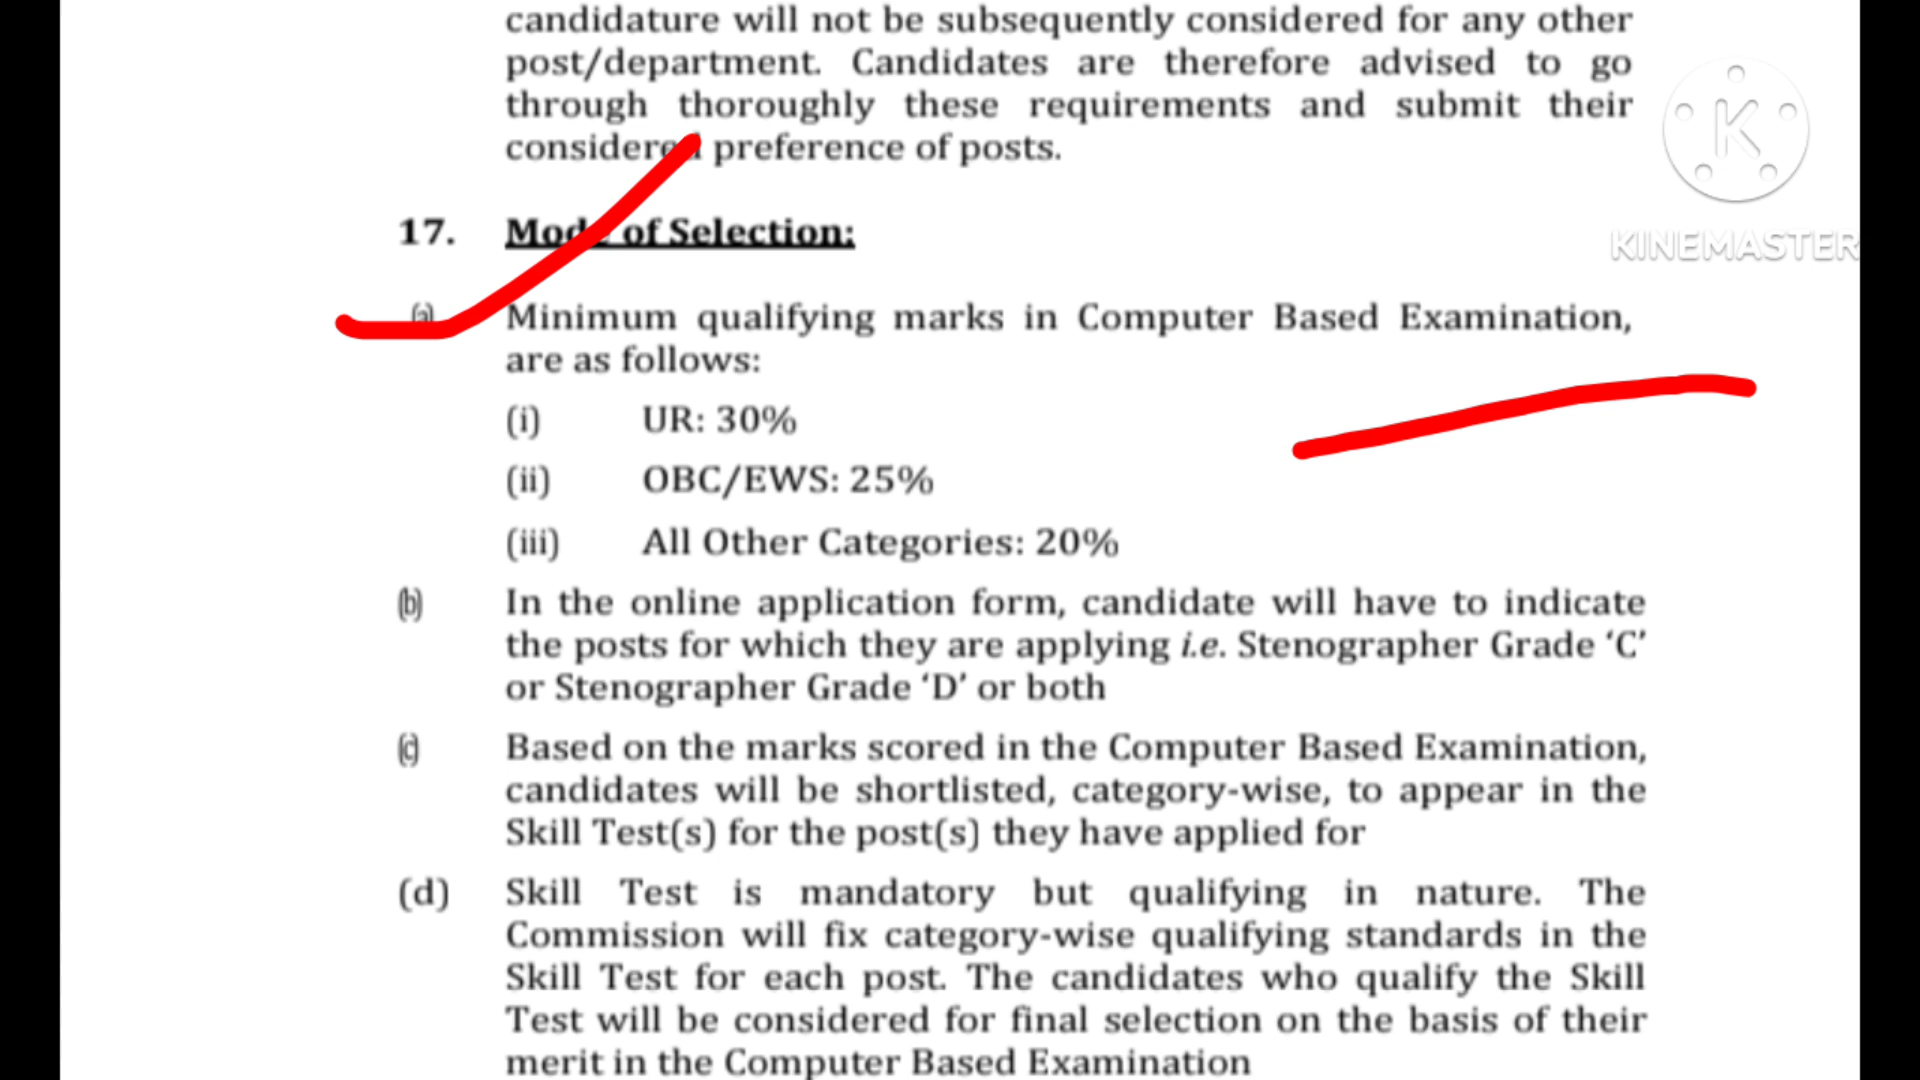 candidature will not be subsequently considered for any other
post/department. Candidates are therefore advised to go
through thoroughly these requirements and submit their
considered preference of posts.
K
KINEMASTER
17. Mode of Selection:
(a) Minimum qualifying marks in Computer Based Examination,
are as follows:
(i) UR: 30%
(ii) OBC/EWS: 25%
(iii) All Other Categories: 20%
(b) In the online application form, candidate will have to indicate
the posts for which they are applying i.e. Stenographer Grade ‘C’
or Stenographer Grade ‘D’ or both
(c) Based on the marks scored in the Computer Based Examination,
candidates will be shortlisted, category-wise, to appear in the
Skill Test(s) for the post(s) they have applied for
(d) Skill Test is mandatory but qualifying in nature. The
Commission will fix category-wise qualifying standards in the
Skill Test for each post. The candidates who qualify the Skill
Test will be considered for final selection on the basis of their
merit in the Computer Based Examination